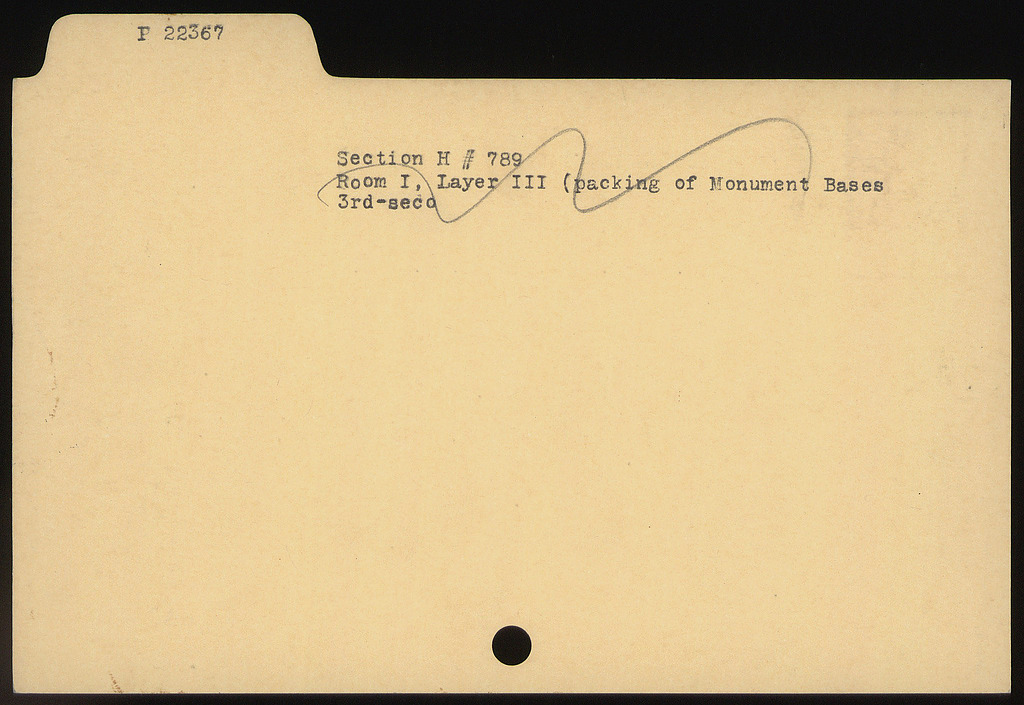 P 22367
Section H # 789
Room I, Layer III (packing of Monument Bases
3rd-seco